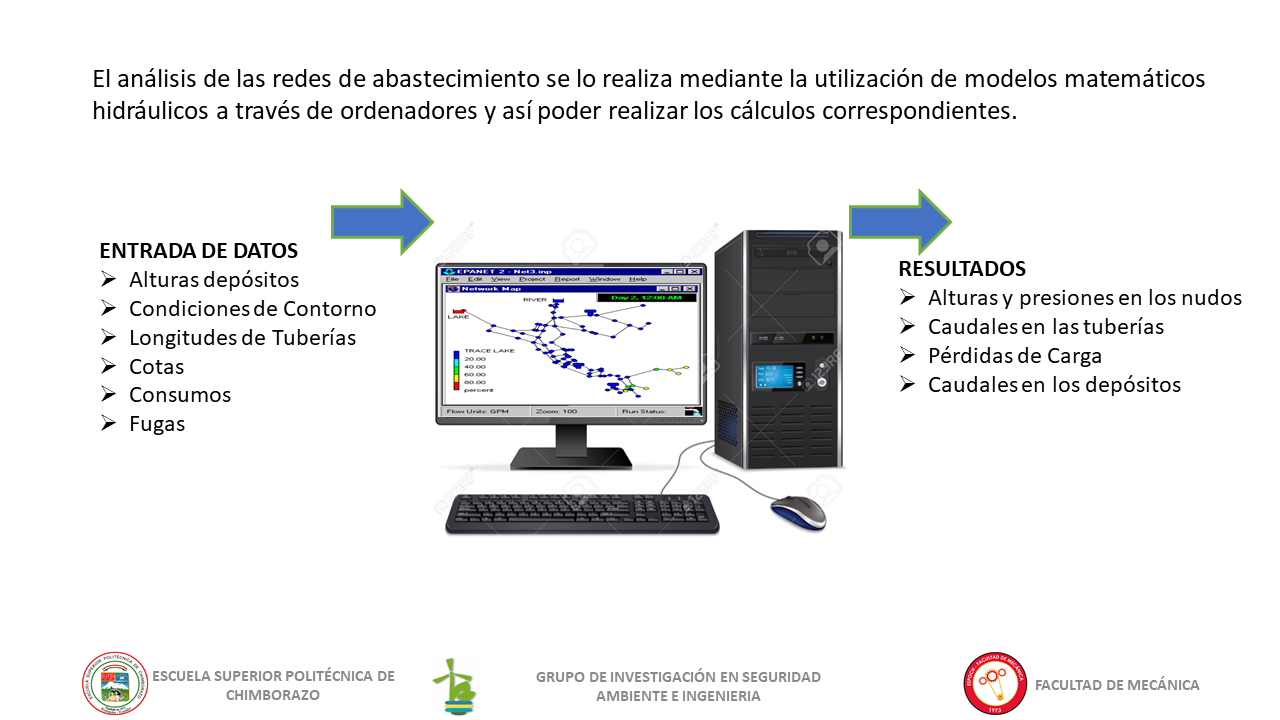 El análisis de las redes de abastecimiento se lo realiza mediante la utilización de modelos matemáticos
hidráulicos a través de ordenadores y así poder realizar los cálculos correspondientes.
ENTRADA DE DATOS
Alturas depósitos
Condiciones de Contorno
Longitudes de Tuberías
Cotas
Consumos
Fugas
EPANET 2 - Net3.inp
File Edit View Project Report Window Help
Network Map
Day 2, 12:00 AM
RIVER
LAKE
TRACE LAKE
20.00
40.00
60.00
80.00
percent
Flow Units: GPM
Zoom: 100
Run Status:
RESULTADOS
Alturas y presiones en los nudos
Caudales en las tuberías
Pérdidas de Carga
Caudales en los depósitos
ESCUELA SUPERIOR POLITÉCNICA DE
CHIMBORAZO
GRUPO DE INVESTIGACIÓN EN SEGURIDAD
AMBIENTE E INGENIERIA
ESPOCH - FACULTAD DE MECÁNICA
1973
FACULTAD DE MECÁNICA